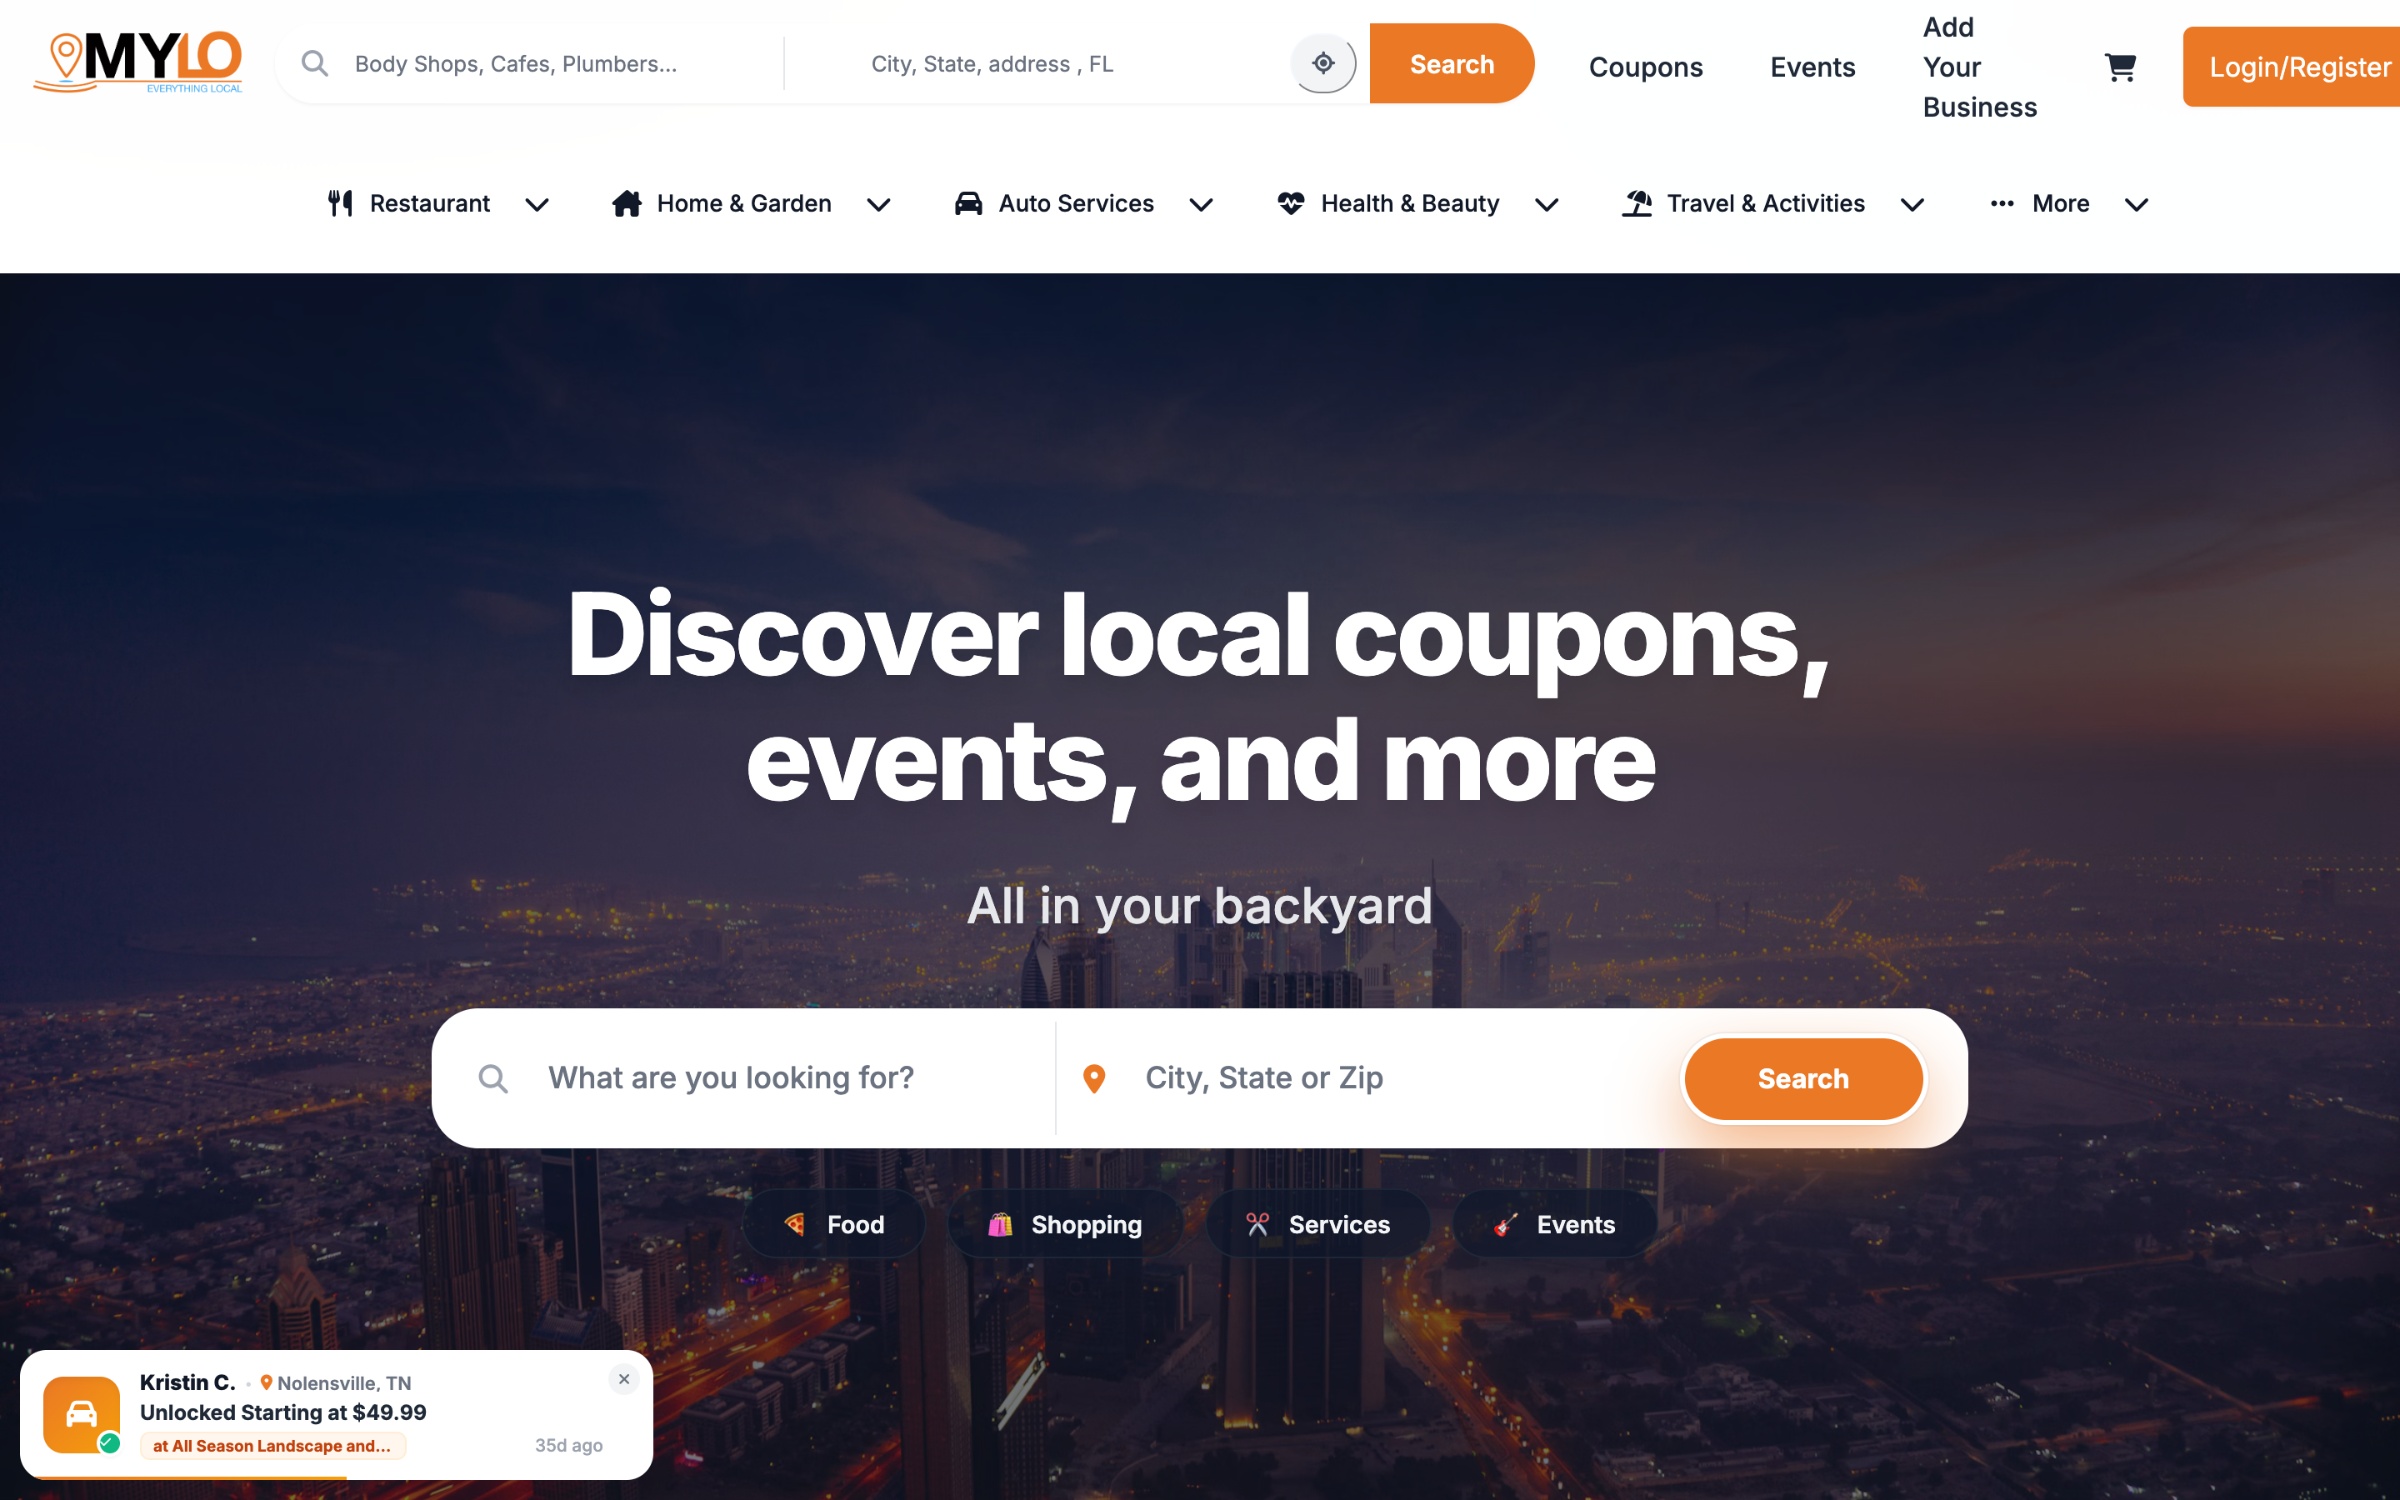 MYLO
EVERYTHING LOCAL
Body Shops, Cafes, Plumbers...
City, State, address , FL
Search
Coupons
Events
Add
Your
Business
Login/Register
Restaurant
Home & Garden
Auto Services
Health & Beauty
Travel & Activities
More
Discover local coupons,
events, and more
All in your backyard
What are you looking for?
City, State or Zip
Search
Food
Shopping
Services
Events
Kristin C. • Nolensville, TN
Unlocked Starting at $49.99
at All Season Landscape and...
35d ago